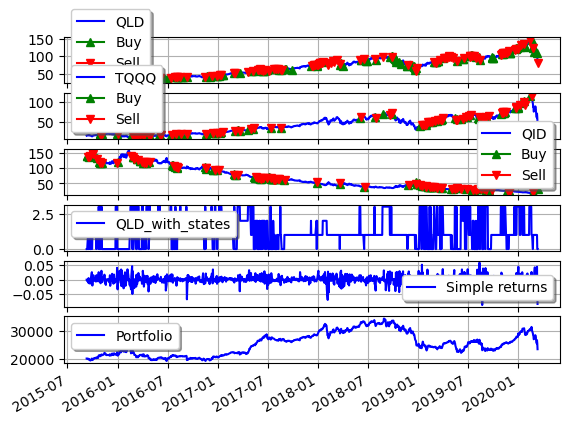 QLD
Buy
Sell
150
100
50
TQQQ
Buy
Sell
100
50
QID
Buy
Sell
150
100
50
QLD_with_states
2.5
0.0
Simple returns
0.05
0.00
−0.05
Portfolio
30000
20000
2015-07 2016-01 2016-07 2017-01 2017-07 2018-01 2018-07 2019-01 2019-07 2020-01